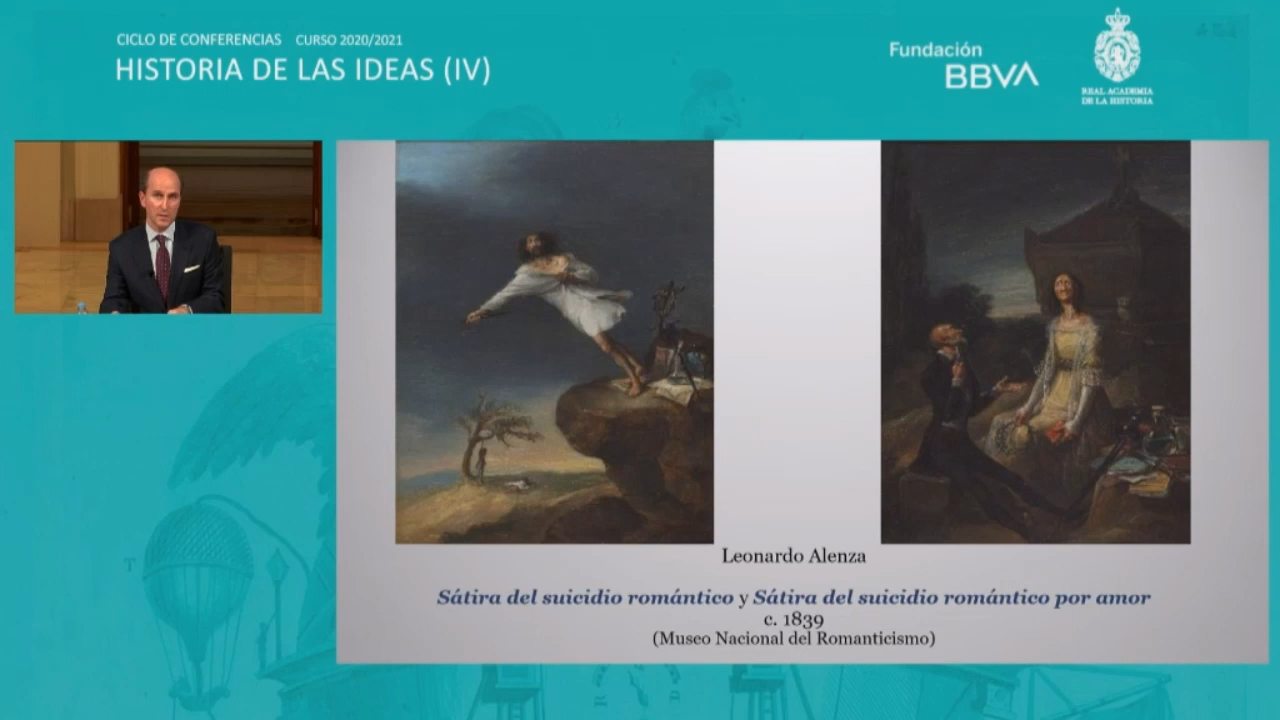 CICLO DE CONFERENCIAS CURSO 2020/2021
HISTORIA DE LAS IDEAS (IV)
Fundación
BBVA
REAL ACADEMIA
DE LA HISTORIA
Leonardo Alenza
Sátira del suicidio romántico y Sátira del suicidio romántico por amor
c. 1839
(Museo Nacional del Romanticismo)